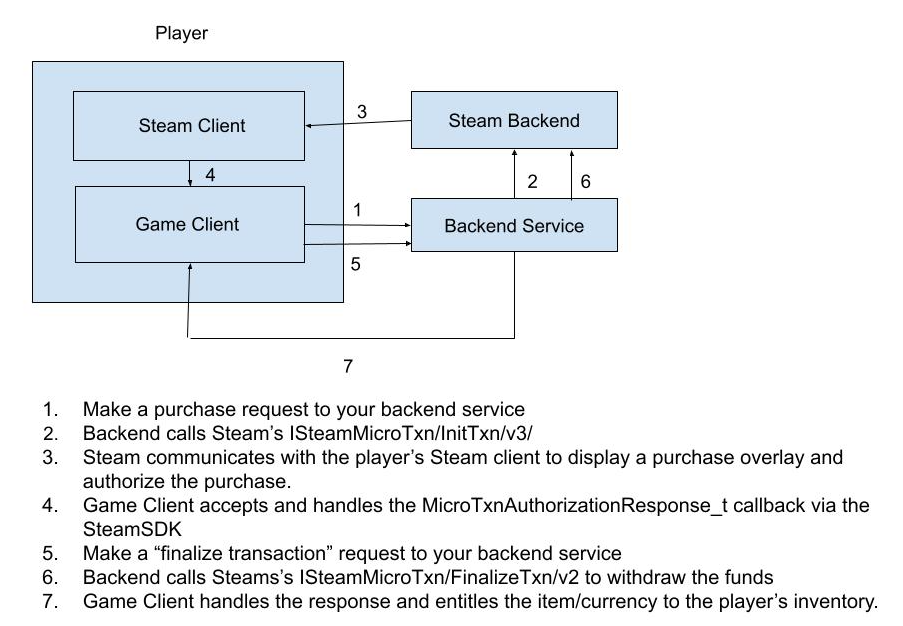 Player
Steam Client
3
Steam Backend
4
2
6
Game Client
1
Backend Service
5
7
1. Make a purchase request to your backend service
2. Backend calls Steam's ISteamMicroTxn/InitTxn/v3/
3. Steam communicates with the player's Steam client to display a purchase overlay and
authorize the purchase.
4. Game Client accepts and handles the MicroTxnAuthorizationResponse_t callback via the
SteamSDK
5. Make a “finalize transaction” request to your backend service
6. Backend calls Steams's ISteamMicroTxn/FinalizeTxn/v2 to withdraw the funds
7. Game Client handles the response and entitles the item/currency to the player's inventory.